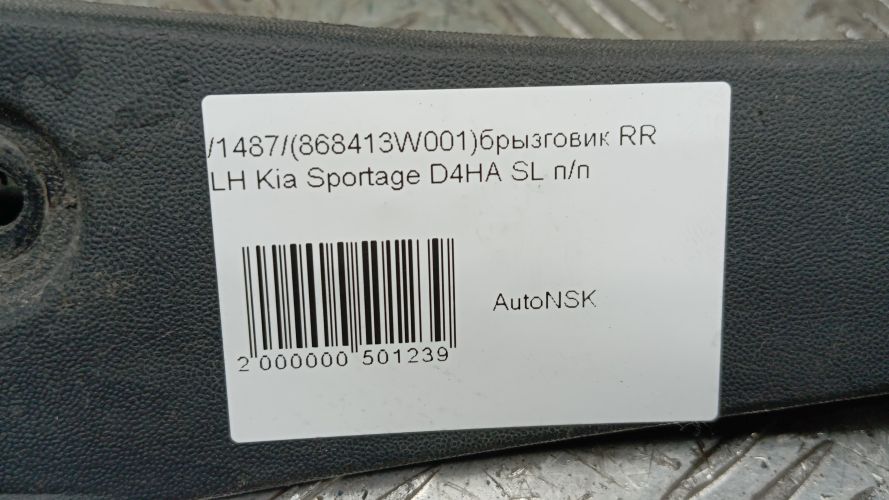 /1487/(868413W001)брызговик RR
LH Kia Sportage D4HA SL п/п
AutoNSK
2 000000 501239